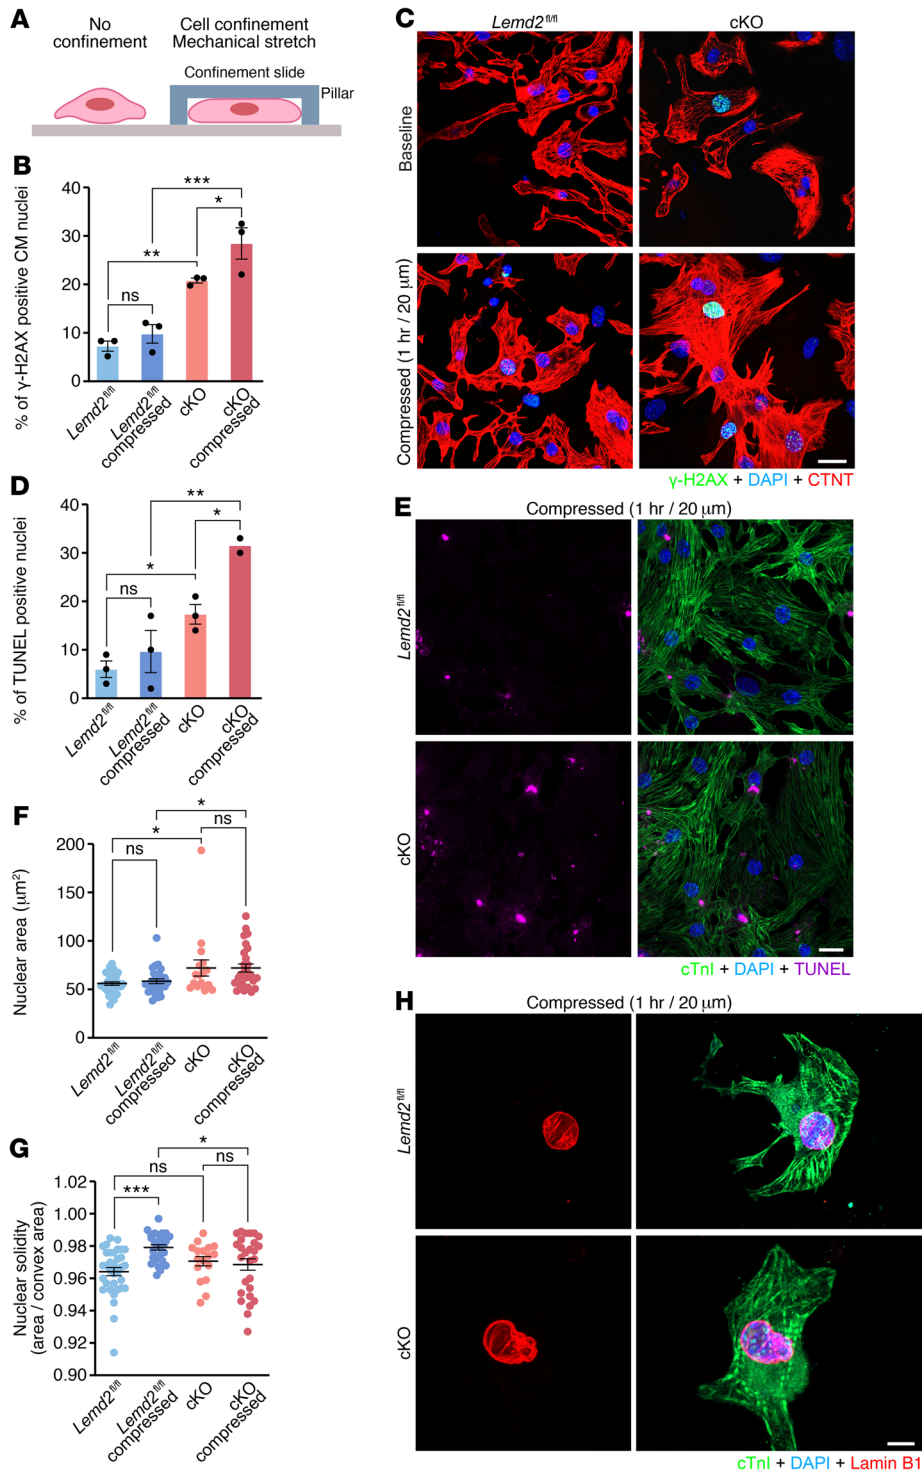 A
No
confinement
Cell confinement
Mechanical stretch
Confinement slide
Pillar
B
% of γ-H2AX positive CM nuclei
40
30
20
10
0
ns
**
***
*
Lemd2fl/fl
Lemd2fl/fl
compressed
cKO
cKO
compressed
C
Lemd2fl/fl
cKO
Baseline
Compressed (1 hr / 20 μm)
γ-H2AX + DAPI + CTNT
D
% of TUNEL positive nuclei
40
30
20
10
0
ns
*
**
*
Lemd2fl/fl
Lemd2fl/fl
compressed
cKO
cKO
compressed
E
Compressed (1 hr / 20 μm)
Lemd2fl/fl
cKO
cTnI + DAPI + TUNEL
F
Nuclear area (μm2)
200
150
100
50
0
ns
*
*
ns
Lemd2fl/fl
Lemd2fl/fl
compressed
cKO
cKO
compressed
G
Nuclear solidity
(area / convex area)
1.02
1.00
0.98
0.96
0.94
0.92
0.90
***
ns
*
ns
Lemd2fl/fl
Lemd2fl/fl
compressed
cKO
cKO
compressed
H
Compressed (1 hr / 20 μm)
Lemd2fl/fl
cKO
cTnI + DAPI + Lamin B1